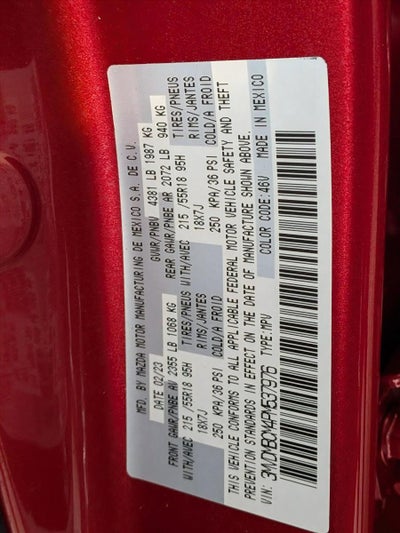 MFD. BY MAZDA MOTOR MANUFACTURING DE MEXICO S.A. DE C.V.
DATE 02/23 GVWR/PNBV 4381 LB 1987 KG
FRONT GAWR/PNBE AV 2355 LB 1068 KG REAR GAWR/PNBE AR 2072 LB 940 KG
TIRES/PNEUS TIRES/PNEUS
WITH/AVEC 215 /55R18 95H WITH/AVEC 215 /55R18 95H
RIMS/JANTES RIMS/JANTES
18X7J 18X7J
250 KPA/36 PSI COLD/A FROID 250 KPA/36 PSI COLD/A FROID
THIS VEHICLE CONFORMS TO ALL APPLICABLE FEDERAL MOTOR VEHICLE SAFETY AND THEFT
PREVENTION STANDARDS IN EFFECT ON THE DATE OF MANUFACTURE SHOWN ABOVE.
COLOR:46V MADE IN MEXICO
VIN: TYPE:MPV